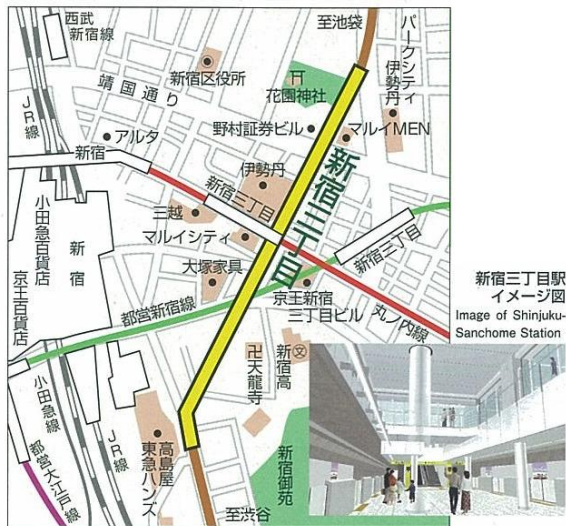 至池袋
西武
新宿線
新宿区役所
パークシティ
伊勢丹
花園神社
靖国通り
JR線
アルタ
野村証券ビル
マルイMEN
新宿
伊勢丹
新宿三丁目
新宿三丁目
三越
マルイシティ
小田急百貨店
新宿
大塚家具
新宿三丁目
京王百貨店
都営新宿線
京王新宿
三丁目ビル
丸ノ内線
新宿三丁目駅
イメージ図
Image of Shinjuku-
Sanchome Station
小田急線
都営大江戸線
JR線
卍天龍寺
新宿高
文
高島屋
東急ハンズ
新宿御苑
至渋谷